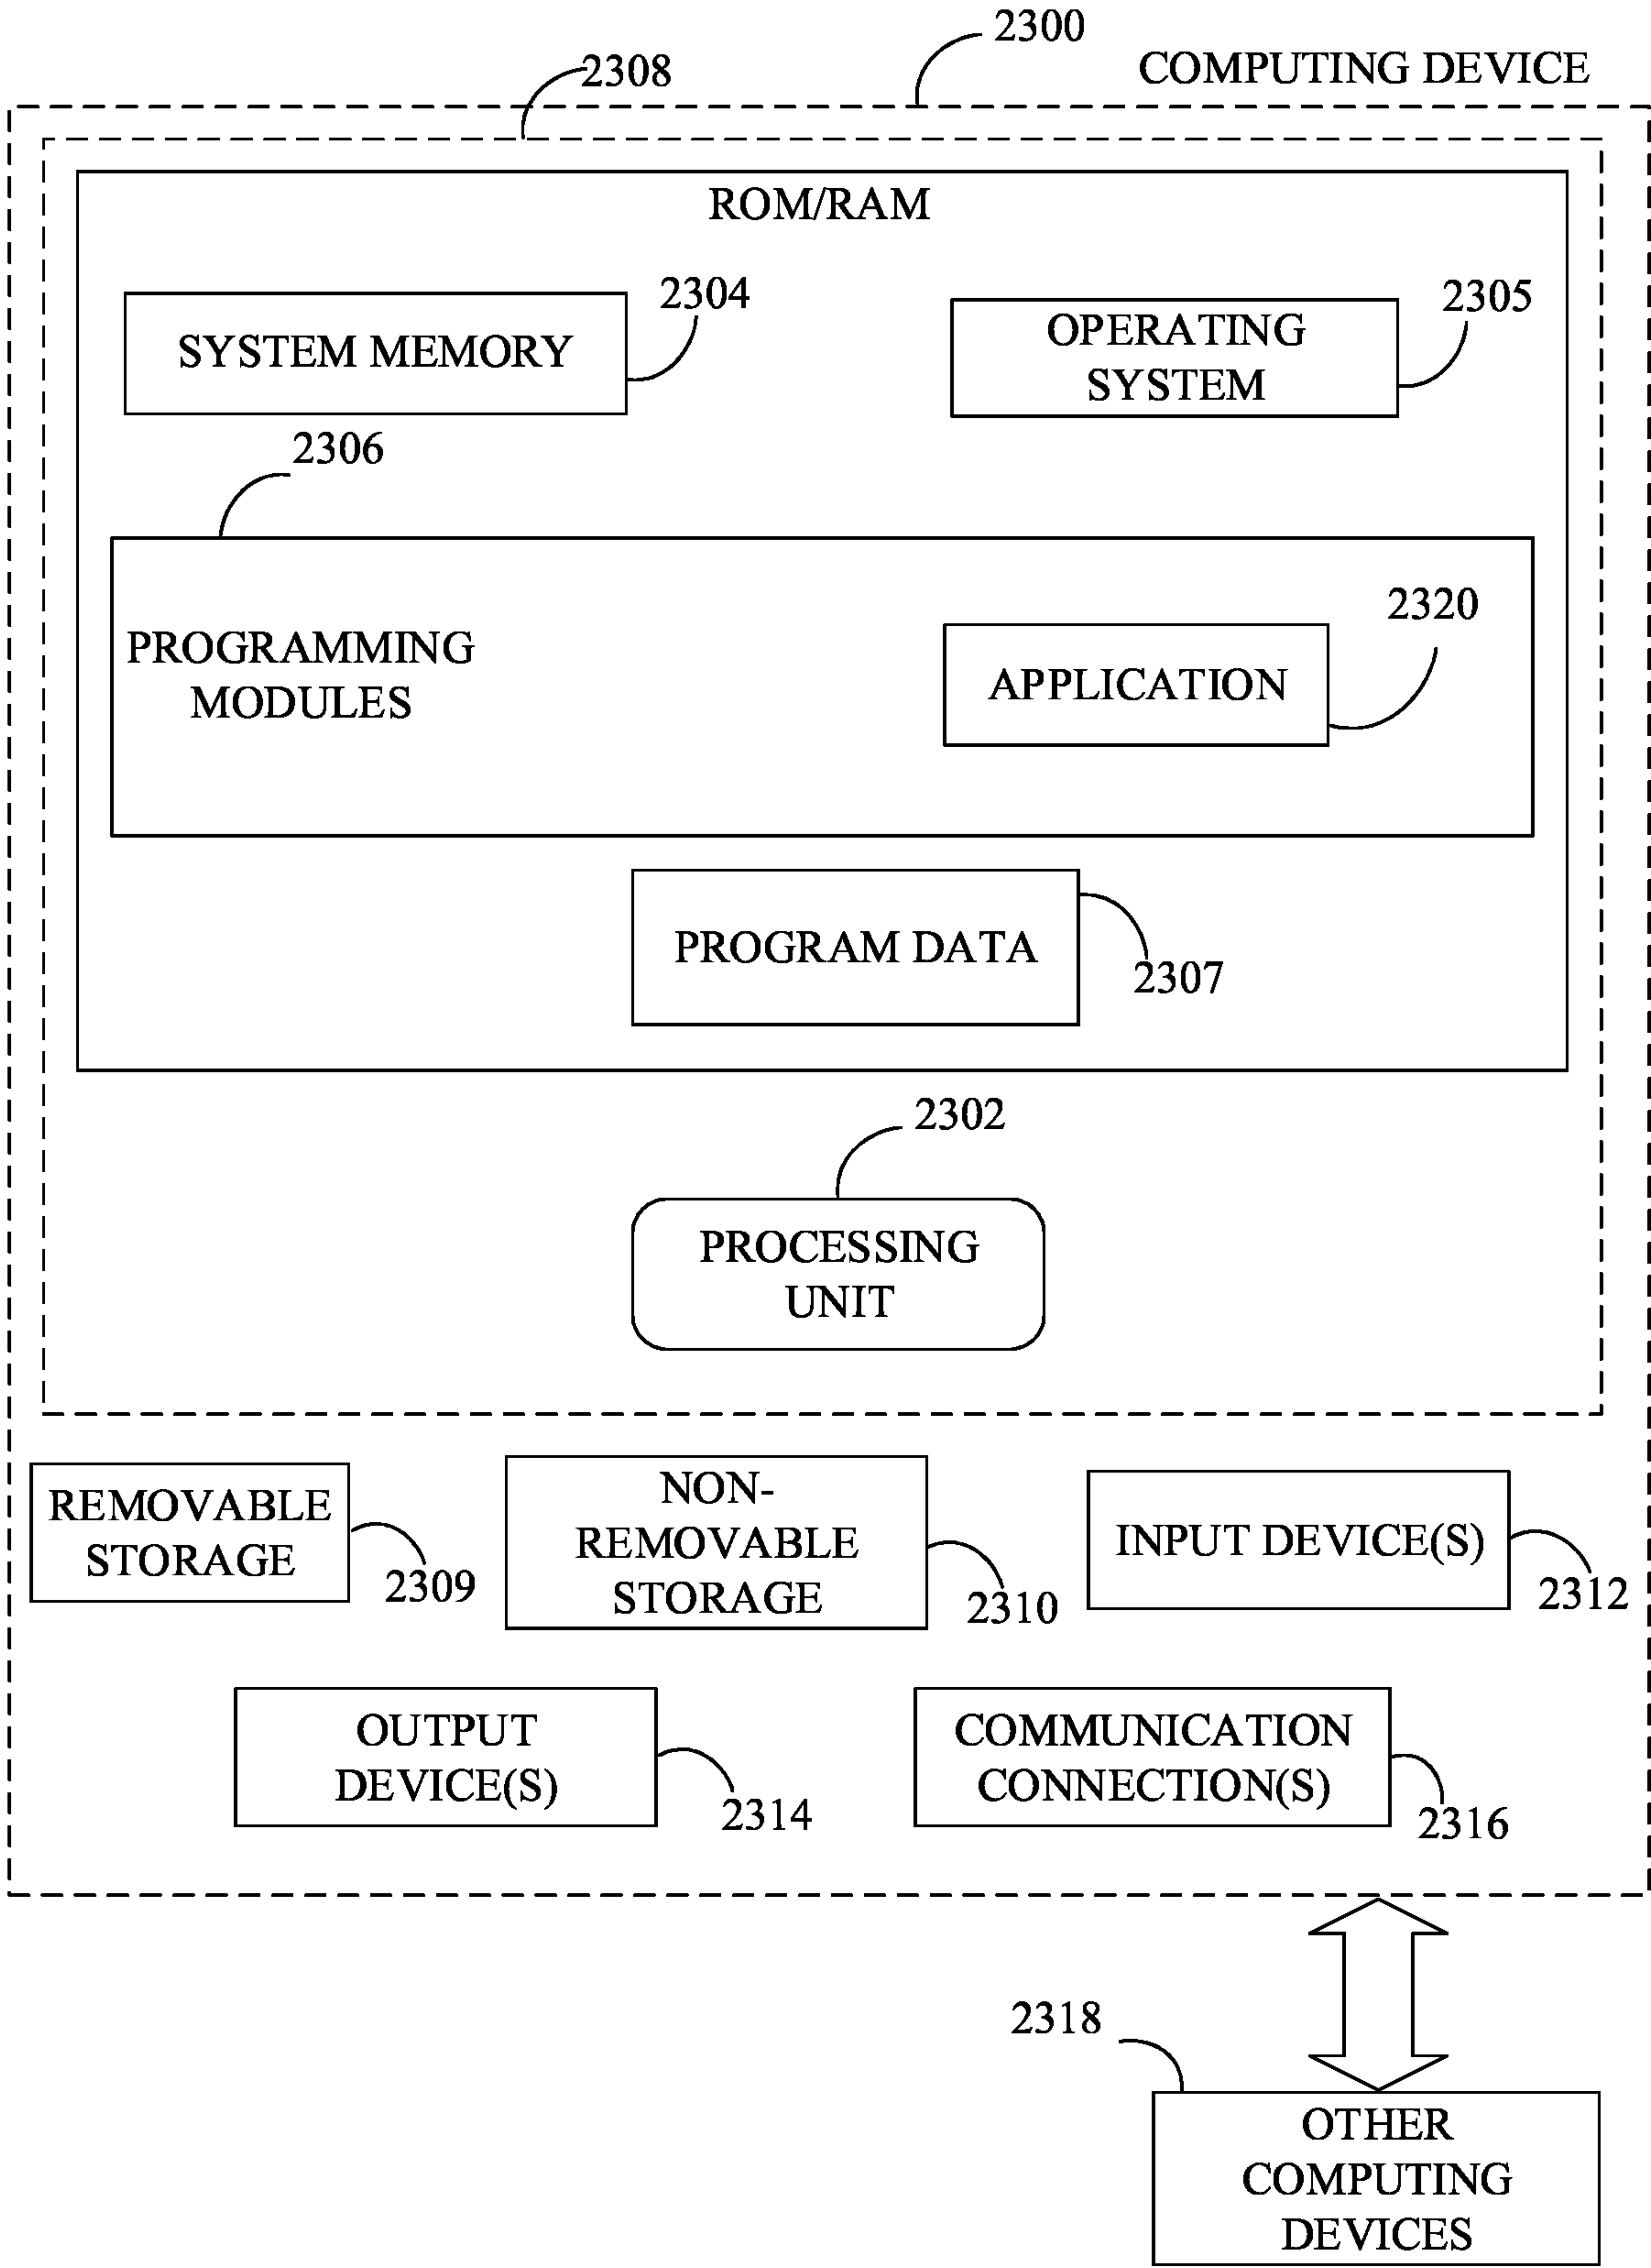 2300
COMPUTING DEVICE
2308
ROM/RAM
2304
SYSTEM MEMORY
2305
OPERATING
SYSTEM
2306
PROGRAMMING
MODULES
2320
APPLICATION
PROGRAM DATA
2307
2302
PROCESSING
UNIT
REMOVABLE
STORAGE
2309
NON-
REMOVABLE
STORAGE
2310
INPUT DEVICE(S)
2312
OUTPUT
DEVICE(S)
2314
COMMUNICATION
CONNECTION(S)
2316
2318
OTHER
COMPUTING
DEVICES